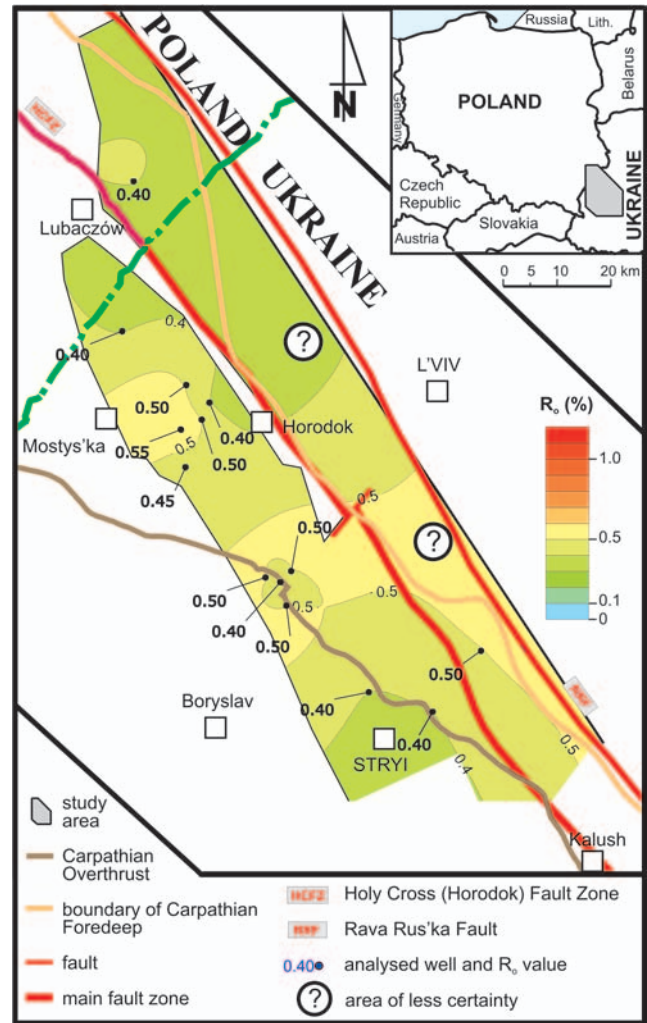 Russia
Lith.
Belarus
Germany
POLAND
UKRAINE
Czech
Republic
Slovakia
Austria
0 5 10 20 km
N
POLAND
UKRAINE
HCFZ
0.40
Lubaczów
0.4
0.40
?
L'VIV
0.50
0.40
Horodok
Mostys'ka
0.55
0.5
0.50
0.45
0.5
0.50
?
0.50
0.40
0.5
0.50
0.5
0.50
RRF
Boryslav
0.40
0.40
STRYI
0.4
0.5
Kalush
Ro (%)
1.0
0.5
0.1
0
study
area
Carpathian
Overthrust
boundary of Carpathian
Foredeep
fault
main fault zone
HCFZ Holy Cross (Horodok) Fault Zone
RRF Rava Rus'ka Fault
0.40 analysed well and Ro value
? area of less certainty